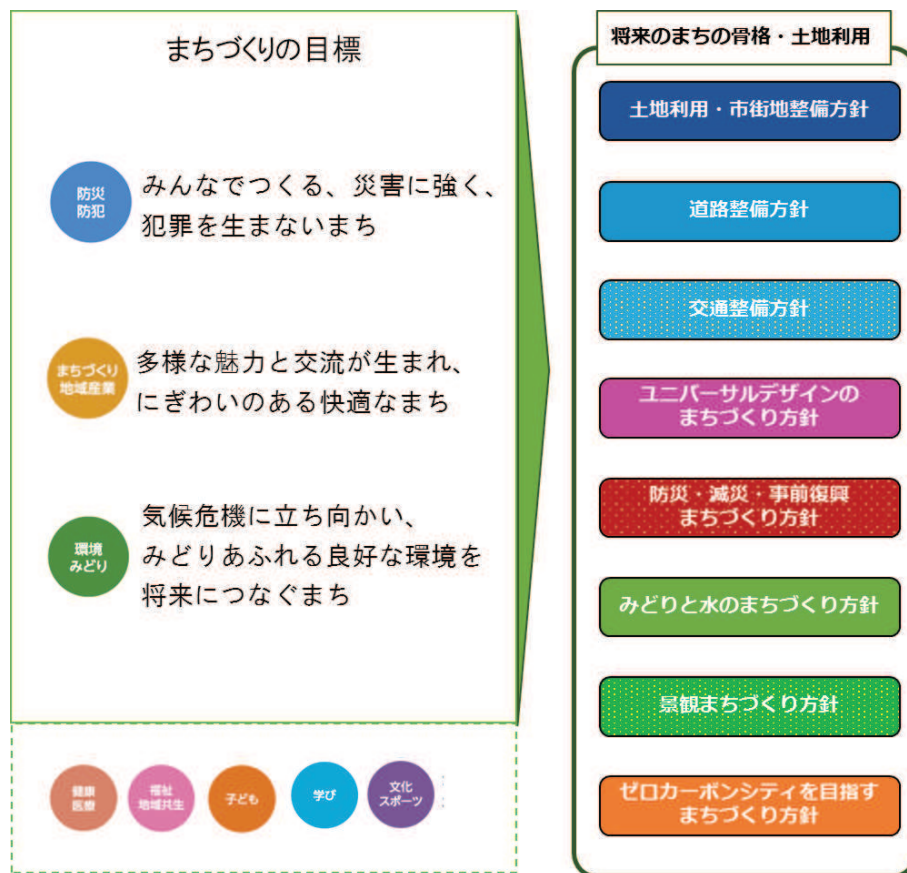 まちづくりの目標
防災
防犯
みんなでつくる、災害に強く、
犯罪を生まないまち
まちづくり
地域産業
多様な魅力と交流が生まれ、
にぎわいのある快適なまち
環境
みどり
気候危機に立ち向かい、
みどりあふれる良好な環境を
将来につなぐまち
健康
医療
福祉
地域共生
子ども
学び
文化
スポーツ
将来のまちの骨格・土地利用
土地利用・市街地整備方針
道路整備方針
交通整備方針
ユニバーサルデザインの
まちづくり方針
防災・減災・事前復興
まちづくり方針
みどりと水のまちづくり方針
景観まちづくり方針
ゼロカーボンシティを目指す
まちづくり方針